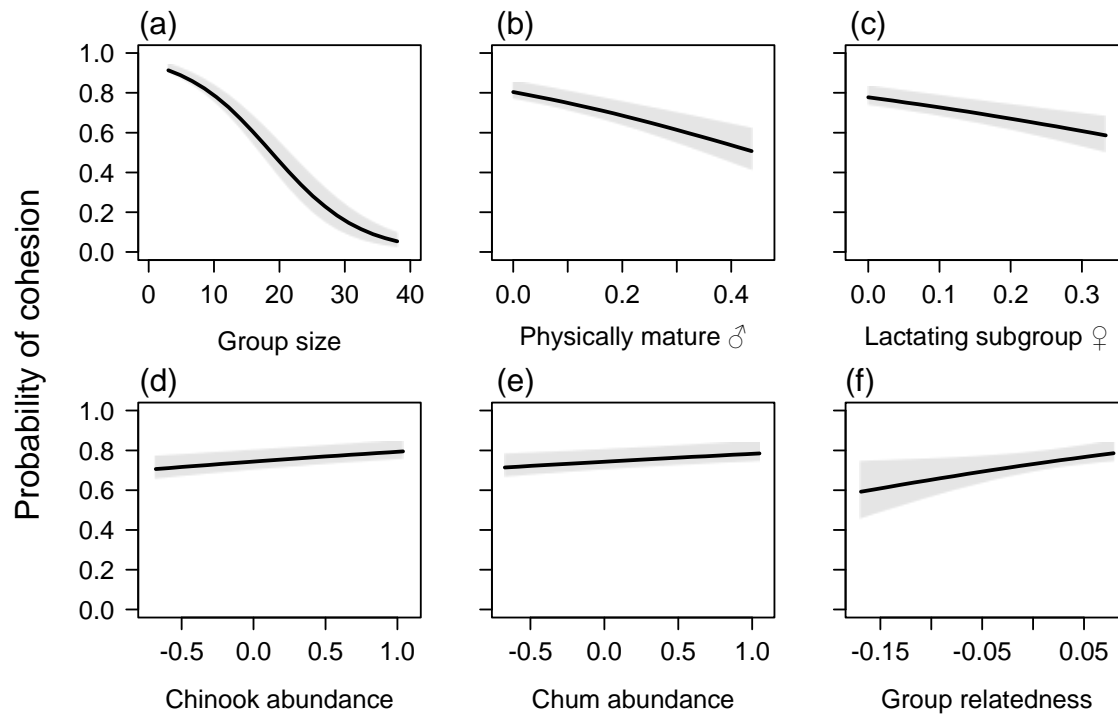 Probability of cohesion
(a)
1.0
0.8
0.6
0.4
0.2
0.0
0 10 20 30 40
Group size
(b)
0.0 0.2 0.4
Physically mature ♂
(c)
0.0 0.1 0.2 0.3
Lactating subgroup ♀
(d)
1.0
0.8
0.6
0.4
0.2
0.0
-0.5 0.0 0.5 1.0
Chinook abundance
(e)
-0.5 0.0 0.5 1.0
Chum abundance
(f)
-0.15 -0.05 0.05
Group relatedness